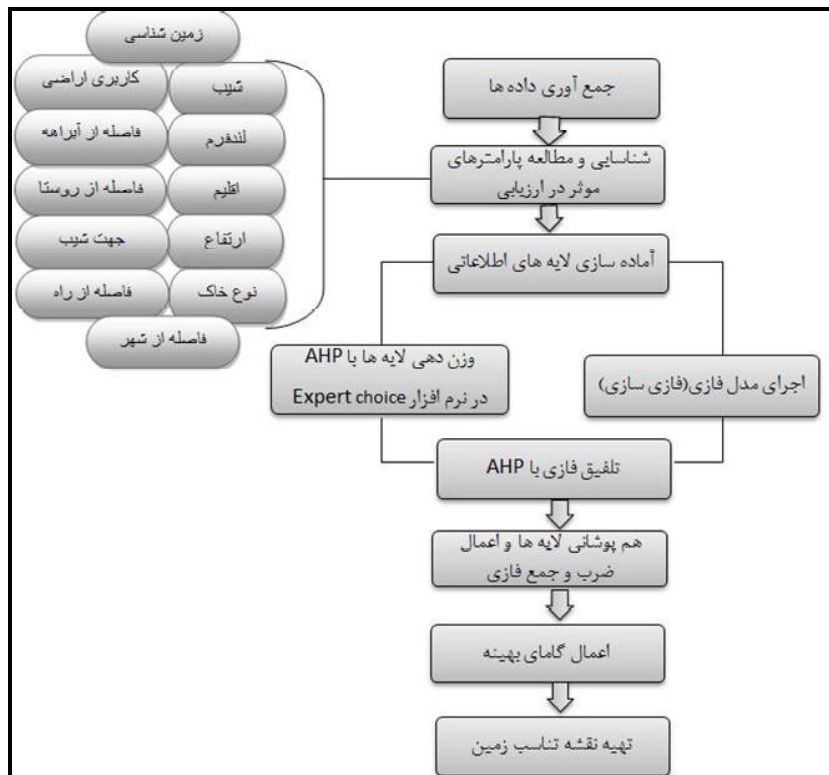 زمین شناسی
کاربری اراضی
شیب
فاصله از آبراهه
لندفرم
فاصله از روستا
اقلیم
جهت شیب
ارتفاع
فاصله از راه
نوع خاک
فاصله از شهر
جمع آوری داده ها
شناسایی و مطالعه پارامترهای
موثر در ارزیابی
آماده سازی لایه های اطلاعاتی
وزن دهی لایه ها با AHP
در نرم افزار Expert choice
اجرای مدل فازی(فازی سازی)
تلفیق فازی با AHP
هم پوشانی لایه ها و اعمال
ضرب و جمع فازی
اعمال گامای بهینه
تهیه نقشه تناسب زمین